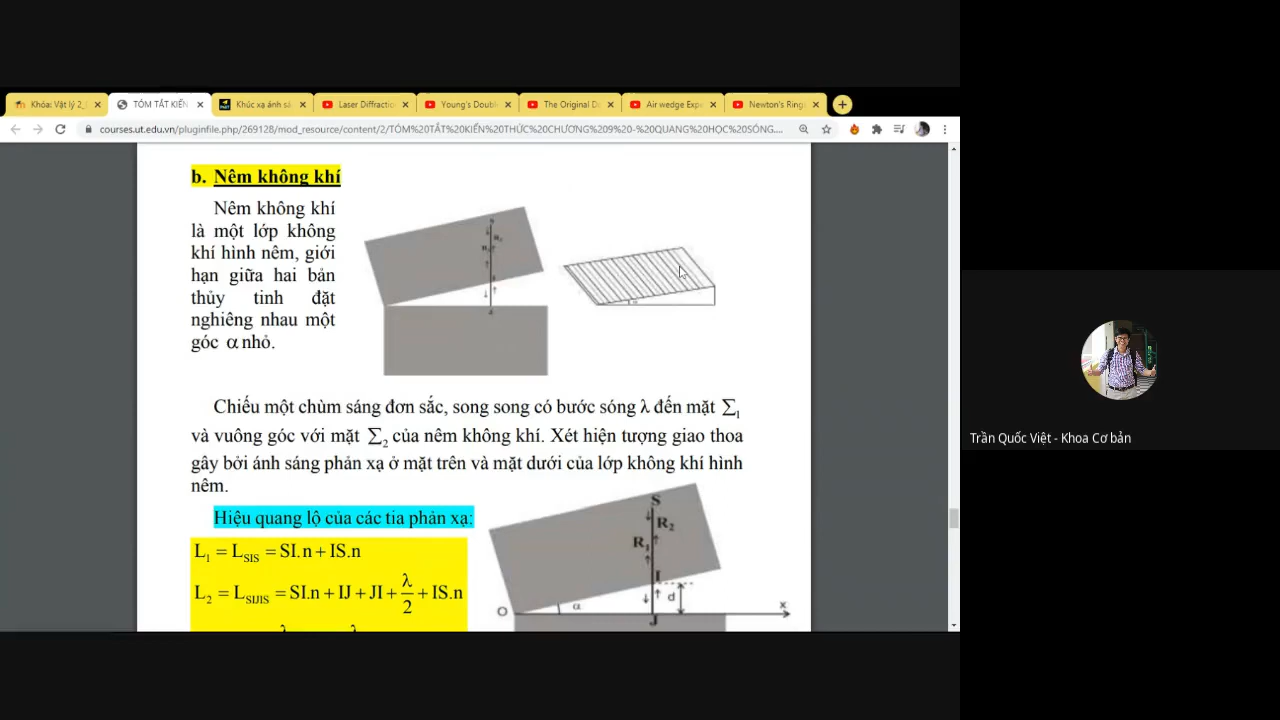 Khóa: Vật lý 2_
TÓM TẮT KIẾN
Khúc xạ ánh sá
Laser Diffractio
Young's Doubl
The Original D
Air wedge Expe
Newton's Ring
courses.ut.edu.vn/pluginfile.php/269128/mod_resource/content/2/TÓM%20TẮT%20KIẾN%20THỨC%20CHƯƠNG%209%20-%20QUANG%20HỌC%20SÓNG....
b. Nêm không khí
Nêm không khí
là một lớp không
khí hình nêm, giới
hạn giữa hai bản
thủy tinh đặt
nghiêng nhau một
góc α nhỏ.
Chiếu một chùm sáng đơn sắc, song song có bước sóng λ đến mặt ∑₁
và vuông góc với mặt ∑₂ của nêm không khí. Xét hiện tượng giao thoa
gây bởi ánh sáng phản xạ ở mặt trên và mặt dưới của lớp không khí hình
nêm.
Hiệu quang lộ của các tia phản xạ:
L₁ = L_SIS = SI.n + IS.n
L₂ = L_SIJIS = SI.n + IJ + JI + λ/2 + IS.n
S
R₂
R₁
I
d
O
α
x
J
Trần Quốc Việt - Khoa Cơ bản